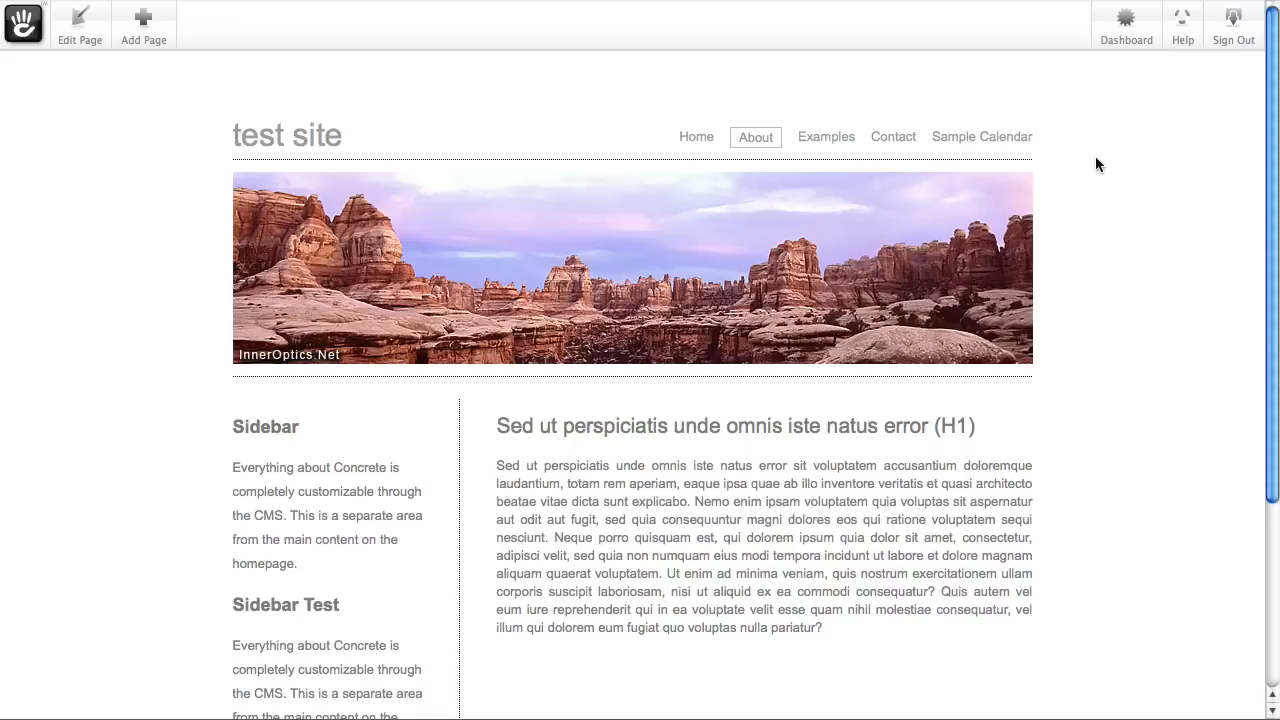 Edit Page
Add Page
Dashboard
Help
Sign Out
test site
Home
About
Examples
Contact
Sample Calendar
InnerOptics.Net
Sidebar
Everything about Concrete is
completely customizable through
the CMS. This is a separate area
from the main content on the
homepage.
Sidebar Test
Everything about Concrete is
completely customizable through
the CMS. This is a separate area
from the main content on the
Sed ut perspiciatis unde omnis iste natus error (H1)
Sed ut perspiciatis unde omnis iste natus error sit voluptatem accusantium doloremque
laudantium, totam rem aperiam, eaque ipsa quae ab illo inventore veritatis et quasi architecto
beatae vitae dicta sunt explicabo. Nemo enim ipsam voluptatem quia voluptas sit aspernatur
aut odit aut fugit, sed quia consequuntur magni dolores eos qui ratione voluptatem sequi
nesciunt. Neque porro quisquam est, qui dolorem ipsum quia dolor sit amet, consectetur,
adipisci velit, sed quia non numquam eius modi tempora incidunt ut labore et dolore magnam
aliquam quaerat voluptatem. Ut enim ad minima veniam, quis nostrum exercitationem ullam
corporis suscipit laboriosam, nisi ut aliquid ex ea commodi consequatur? Quis autem vel
eum iure reprehenderit qui in ea voluptate velit esse quam nihil molestiae consequatur, vel
illum qui dolorem eum fugiat quo voluptas nulla pariatur?